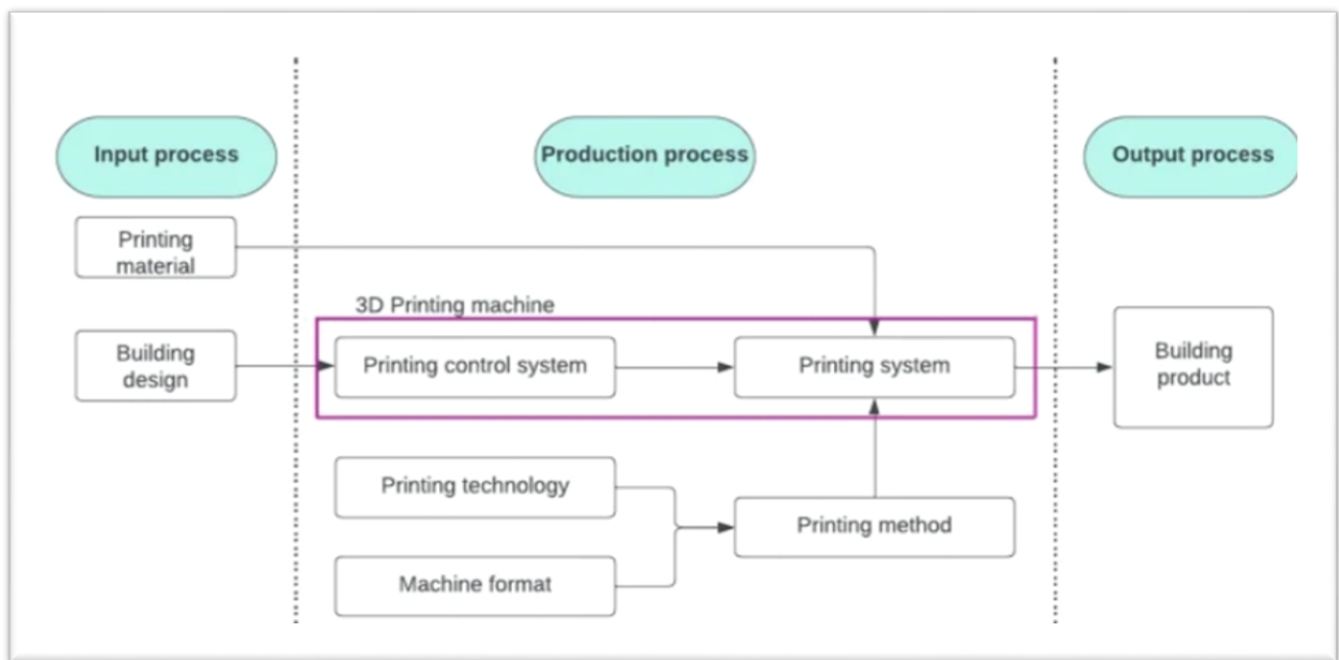 Input process
Production process
Output process
Printing
material
3D Printing machine
Building
design
Printing control system
Printing system
Building
product
Printing technology
Printing method
Machine format